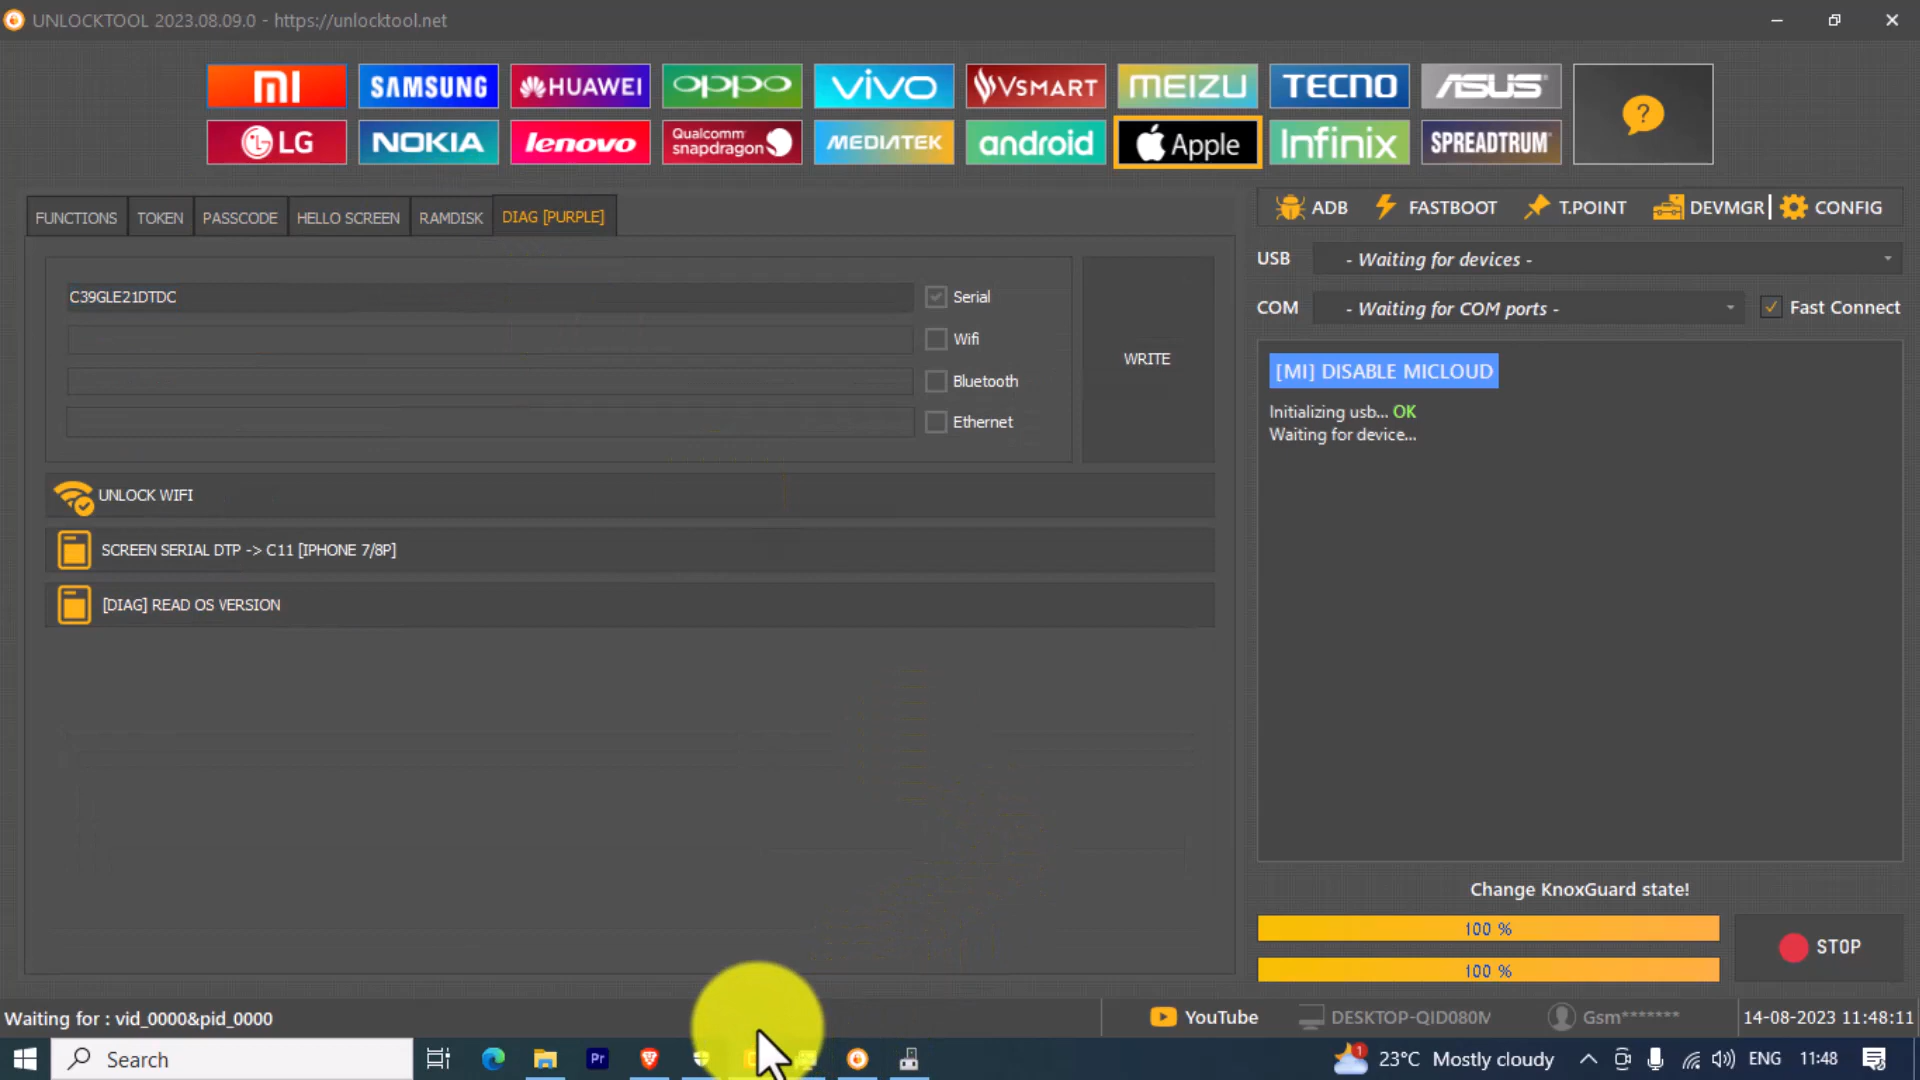 UNLOCKTOOL 2023.08.09.0 - https://unlocktool.net
MI SAMSUNG HUAWEI oppo vivo VSMART MEIZU TECNO ASUS ?
LG NOKIA lenovo Qualcomm snapdragon MEDIATEK android Apple Infinix SPREADTRUM
FUNCTIONS TOKEN PASSCODE HELLO SCREEN RAMDISK DIAG [PURPLE]
ADB FASTBOOT T.POINT DEVMGR CONFIG
USB - Waiting for devices -
COM - Waiting for COM ports - Fast Connect
C39GLE21DTDC Serial
Wifi
Bluetooth
Ethernet
WRITE
UNLOCK WIFI
SCREEN SERIAL DTP -> C11 [IPHONE 7/8P]
[DIAG] READ OS VERSION
[MI] DISABLE MICLOUD
Initializing usb... OK
Waiting for device...
Change KnoxGuard state!
100 %
100 %
STOP
Waiting for : vid_0000&pid_0000
YouTube DESKTOP-QID080M Gsm******* 14-08-2023 11:48:11
Search Pr 1 23°C Mostly cloudy ENG 11:48